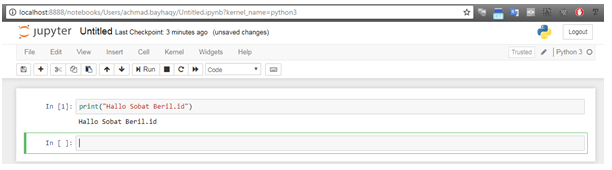 localhost:8888/notebooks/Users/achmad.bayhaqy/Untitled.ipynb?kernel_name=python3
jupyter Untitled Last Checkpoint: 3 minutes ago (unsaved changes) Logout
File Edit View Insert Cell Kernel Widgets Help Trusted Python 3
Run Code
In [1]: print("Hallo Sobat Beril.id")
Hallo Sobat Beril.id
In [ ]: